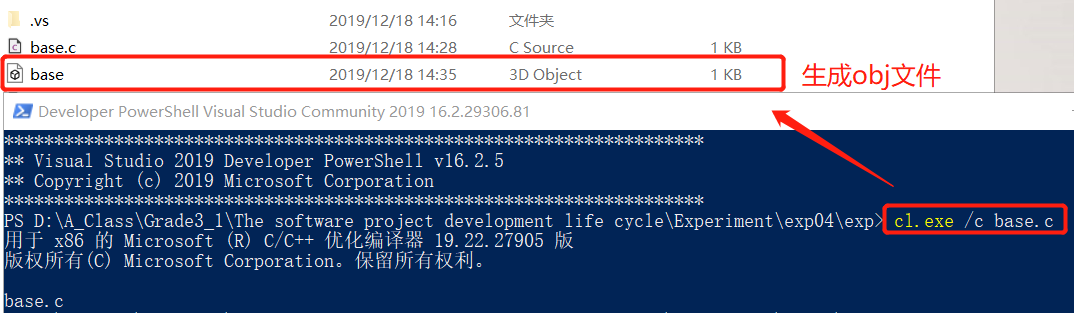 .vs 2019/12/18 14:16 文件夹
base.c 2019/12/18 14:28 C Source 1 KB
base 2019/12/18 14:35 3D Object 1 KB
生成obj文件
Developer PowerShell Visual Studio Community 2019 16.2.29306.81
**********************************************************************
** Visual Studio 2019 Developer PowerShell v16.2.5
** Copyright (c) 2019 Microsoft Corporation
**********************************************************************
PS D:\A_Class\Grade3_1\The software project development life cycle\Experiment\exp04\exp> cl.exe /c base.c
用于 x86 的 Microsoft (R) C/C++ 优化编译器 19.22.27905 版
版权所有(C) Microsoft Corporation。保留所有权利。
base.c